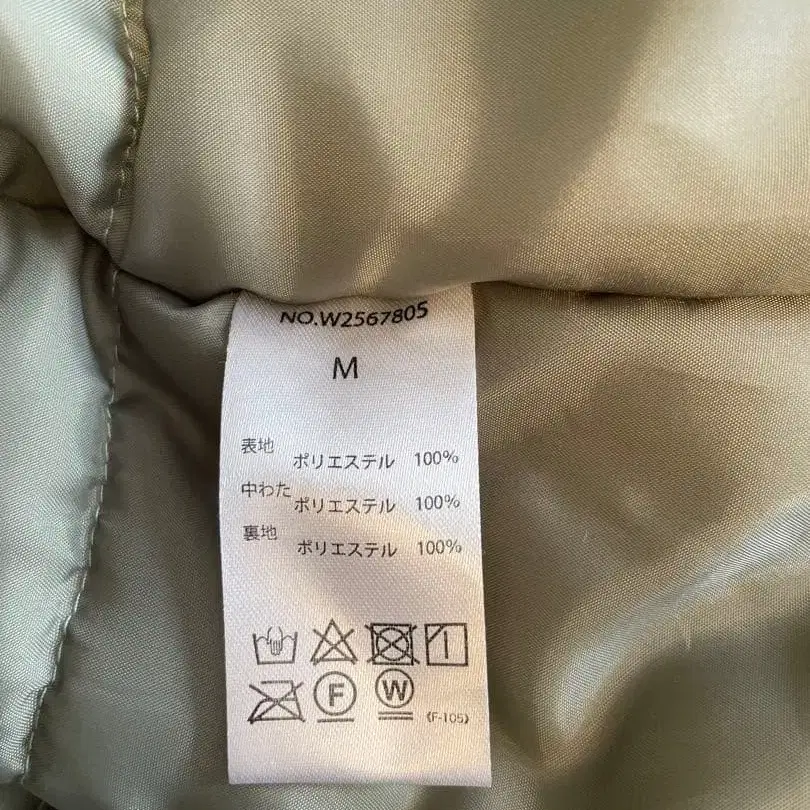 NO.W2567805
M
表地
ポリエステル 100%
中わた
ポリエステル 100%
裏地
ポリエステル 100%
F W
(F-105)